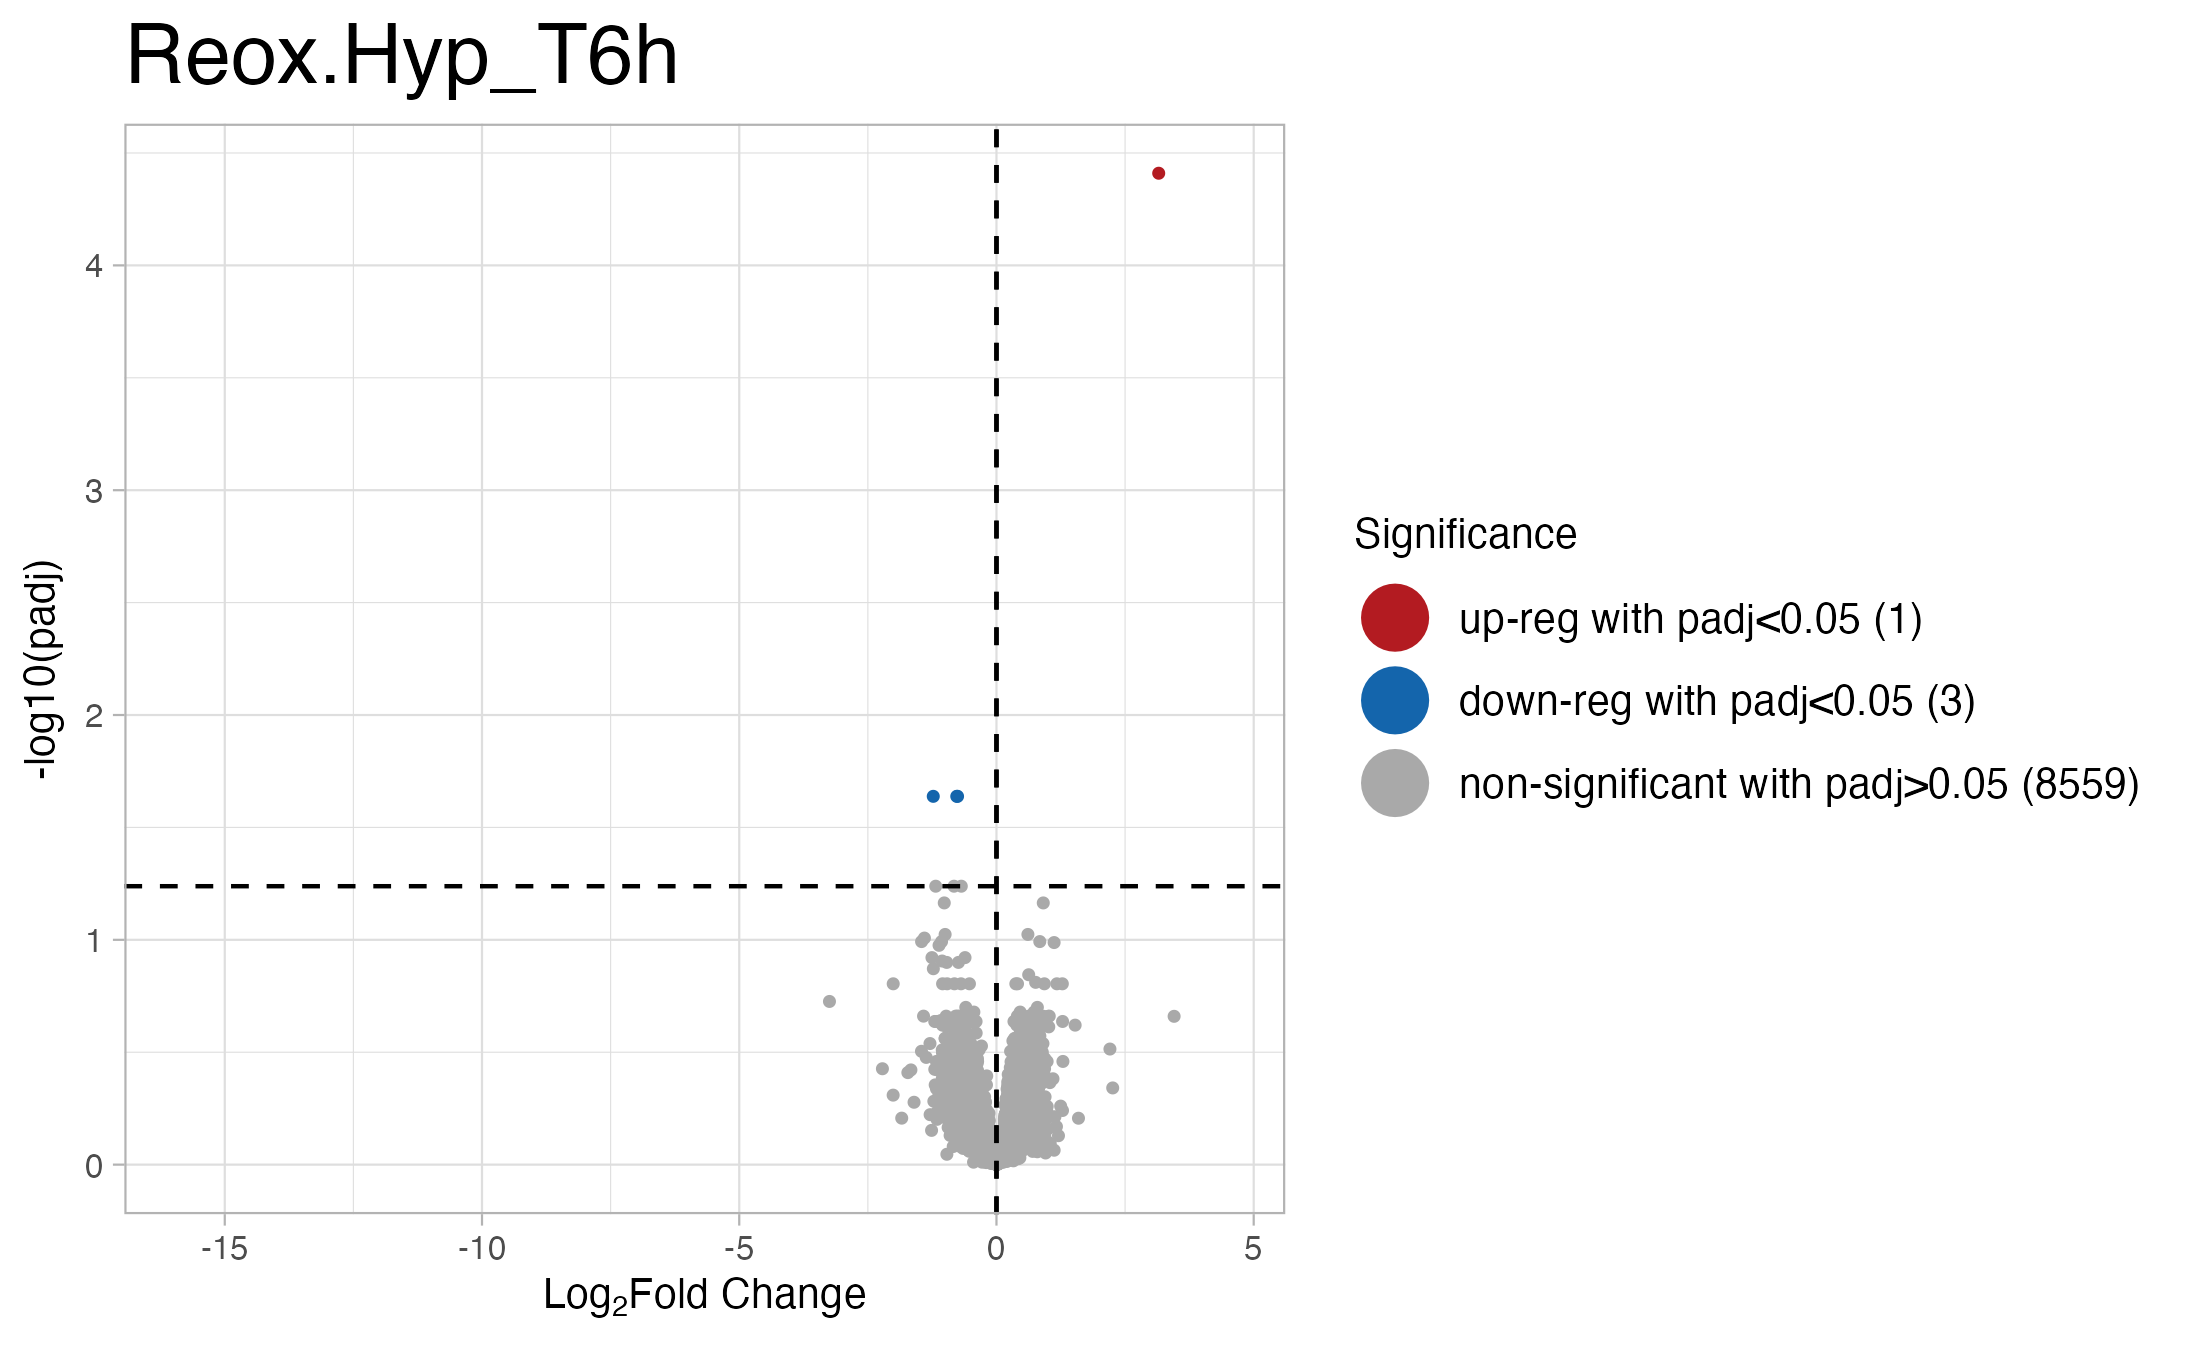 Reox.Hyp_T6h
4
3
2
1
0
-log10(padj)
-15 -10 -5 0 5
Log₂Fold Change
Significance
up-reg with padj<0.05 (1)
down-reg with padj<0.05 (3)
non-significant with padj>0.05 (8559)